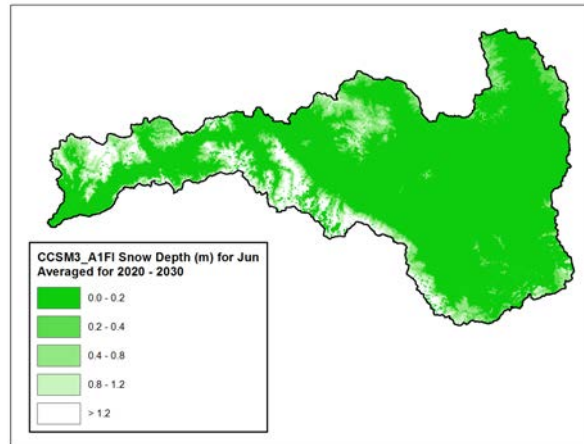 CCSM3_A1FI Snow Depth (m) for Jun
Averaged for 2020 - 2030
0.0 - 0.2
0.2 - 0.4
0.4 - 0.8
0.8 - 1.2
> 1.2